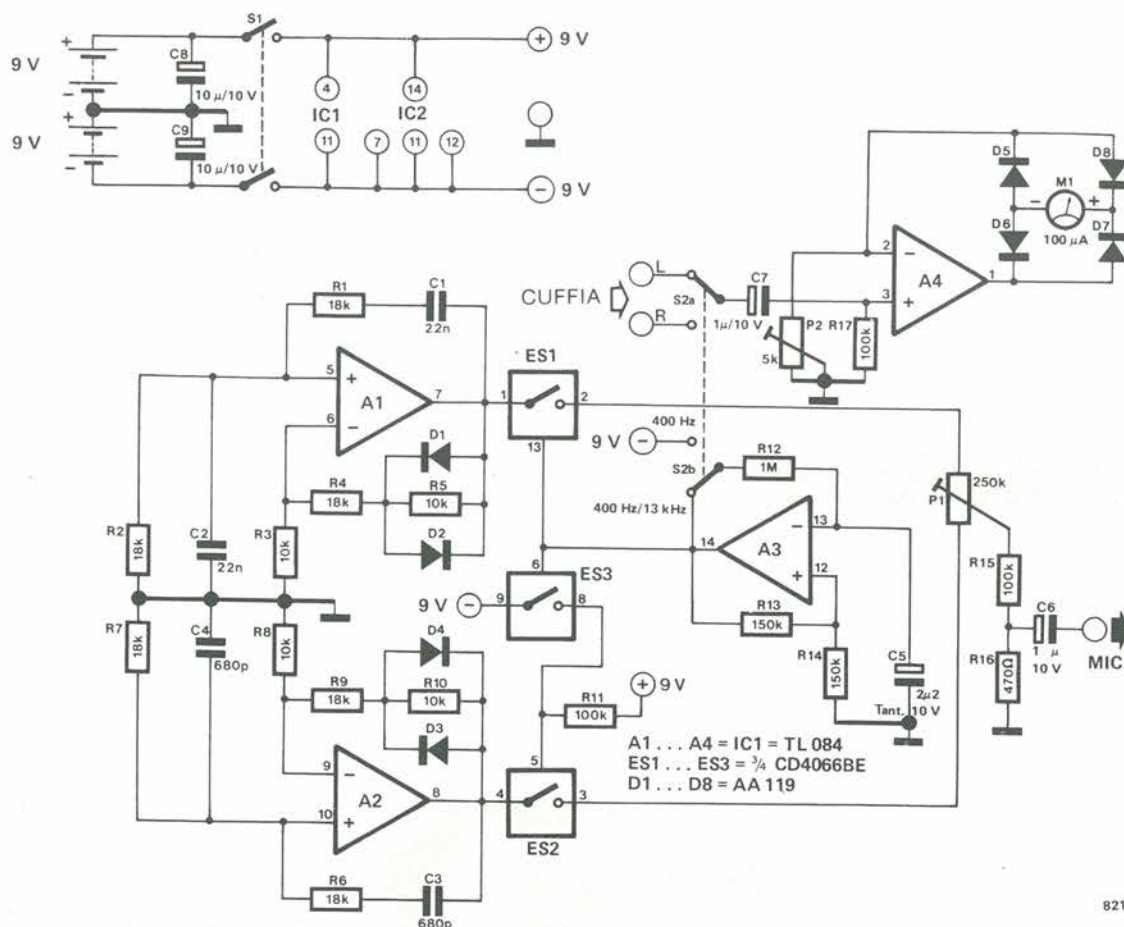 S1
+
9 V
-
C8
10 µ/10 V
+
9 V
-
C9
10 µ/10 V
4
IC1
11
7
14
IC2
11
12
+ 9 V
- 9 V
D5
D8
M1
- +
100 µA
D6
D7
2
-
A4
1
3
+
CUFFIA
L
R
S2a
C7
1µ/10 V
P2
5k
R17
100k
R1
18k
C1
22n
5
+
A1
7
6
-
ES1
1
2
13
D1
R4
18k
R5
10k
D2
R2
18k
C2
22n
R3
10k
400 Hz
9 V -
S2b
400 Hz/13 kHz
R12
1M
13
-
A3
14
12
+
R13
150k
R14
150k
C5
2µ2
Tant. 10 V
250k
P1
R15
100k
C6
1 µ
10 V
R16
470Ω
MIC
6
ES3
9 V -
9
8
R7
18k
C4
680p
R8
10k
D4
R9
18k
R10
10k
D3
R11
100k
+ 9 V
9
-
A2
8
10
+
5
4
3
ES2
R6
18k
C3
680p
A1 . . . A4 = IC1 = TL 084
ES1 . . . ES3 = ¾ CD4066BE
D1 . . . D8 = AA 119
821